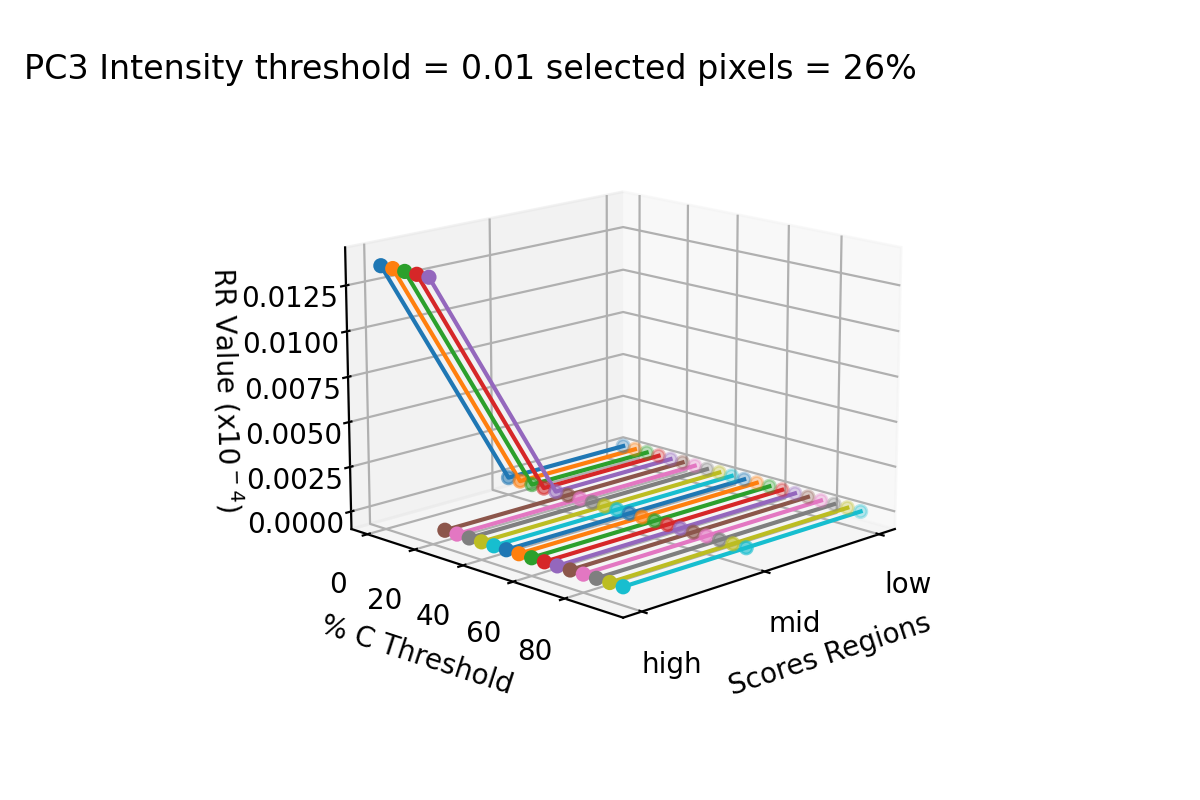 PC3 Intensity threshold = 0.01 selected pixels = 26%
RR Value (x10⁻⁴)
0.0125
0.0100
0.0075
0.0050
0.0025
0.0000
0
20
40
60
80
% C Threshold
high
mid
low
Scores Regions